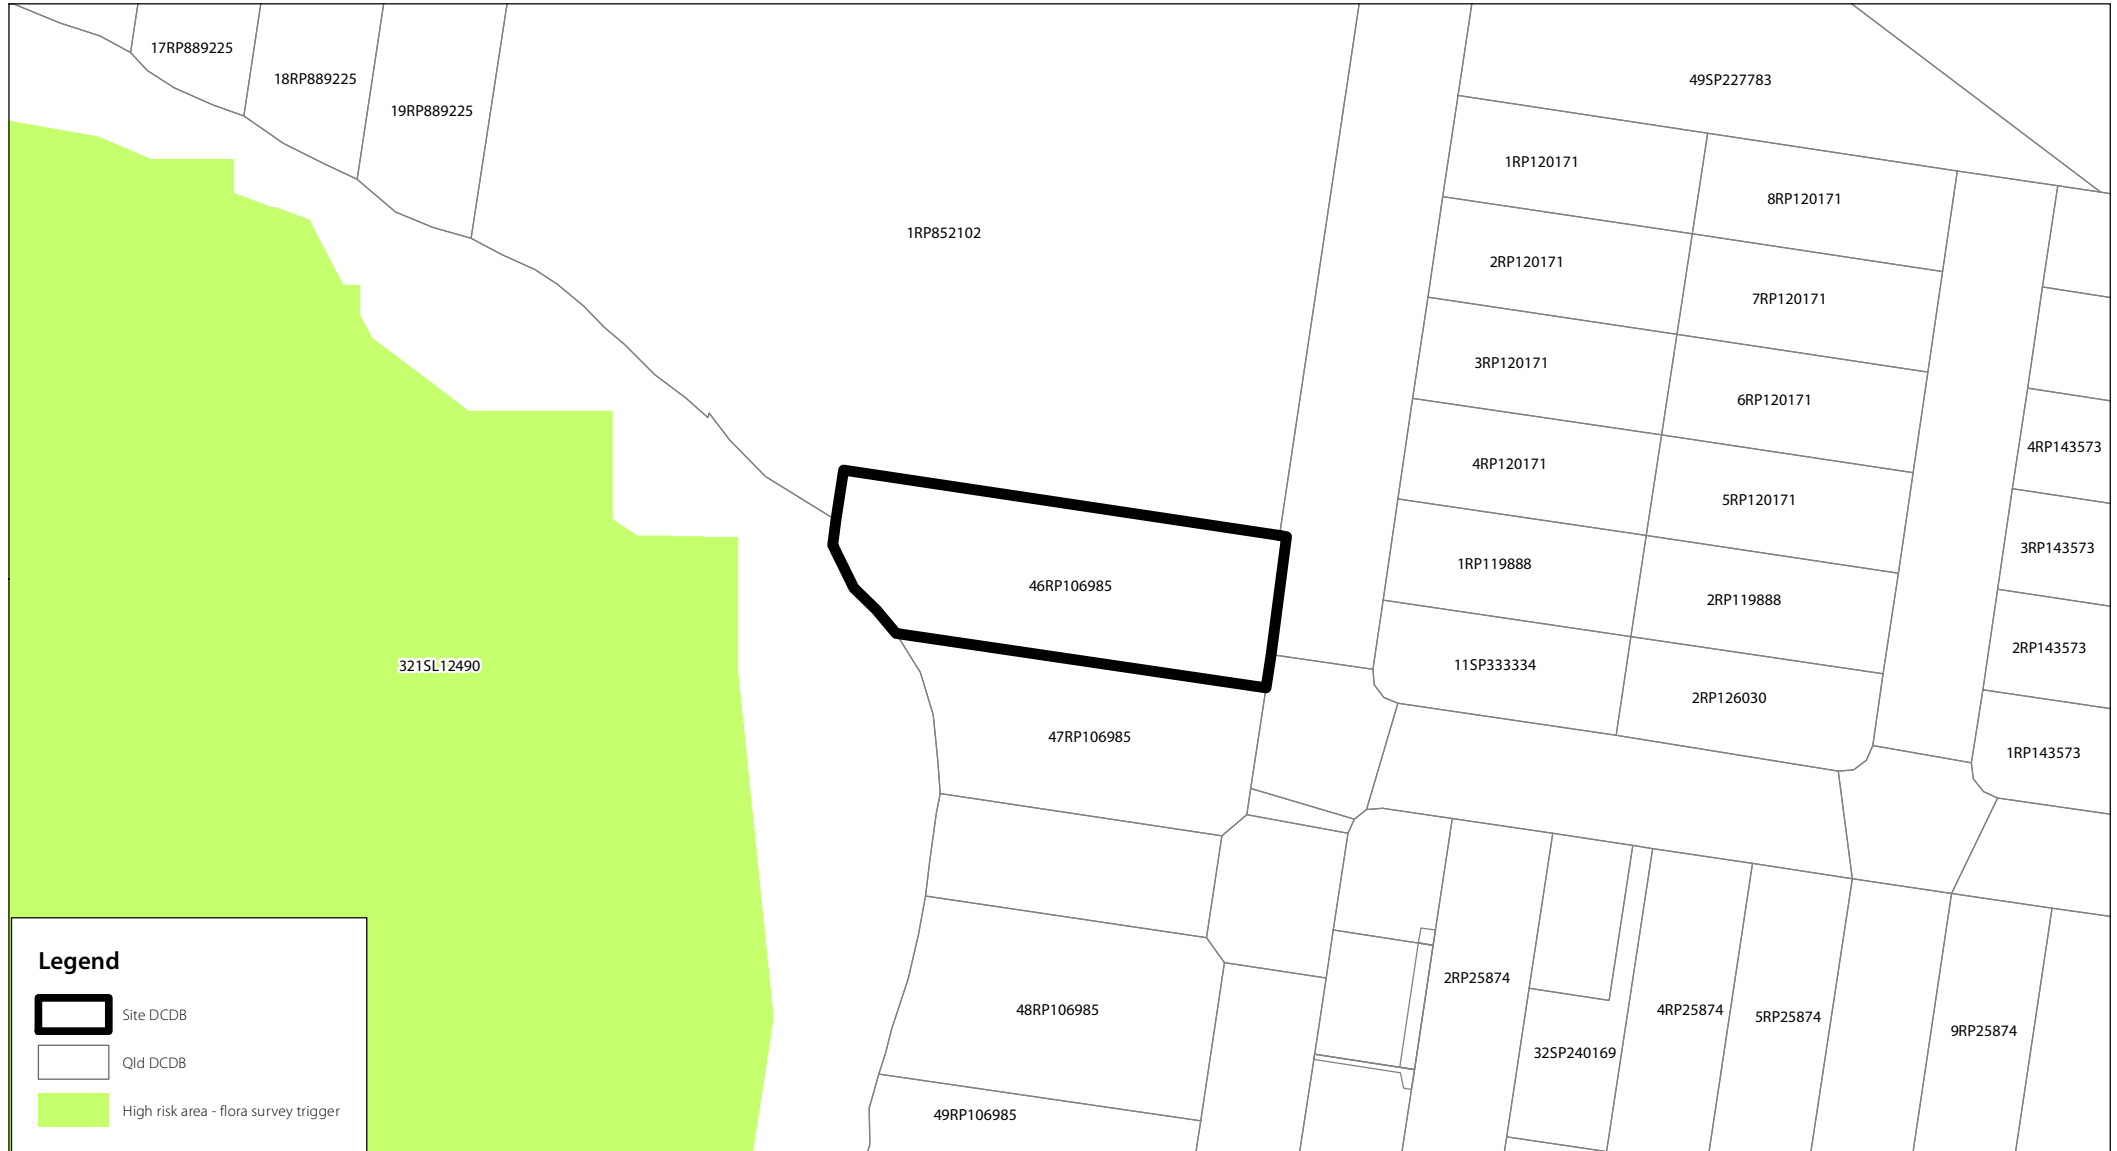 17RP889225
18RP889225
19RP889225
49SP227783
1RP120171
8RP120171
1RP852102
2RP120171
7RP120171
3RP120171
6RP120171
4RP143573
4RP120171
5RP120171
3RP143573
1RP119888
46RP106985
2RP119888
2RP143573
321SL12490
11SP333334
2RP126030
47RP106985
1RP143573
2RP25874
48RP106985
4RP25874
5RP25874
9RP25874
32SP240169
49RP106985
Legend
Site DCDB
Qld DCDB
High risk area - flora survey trigger